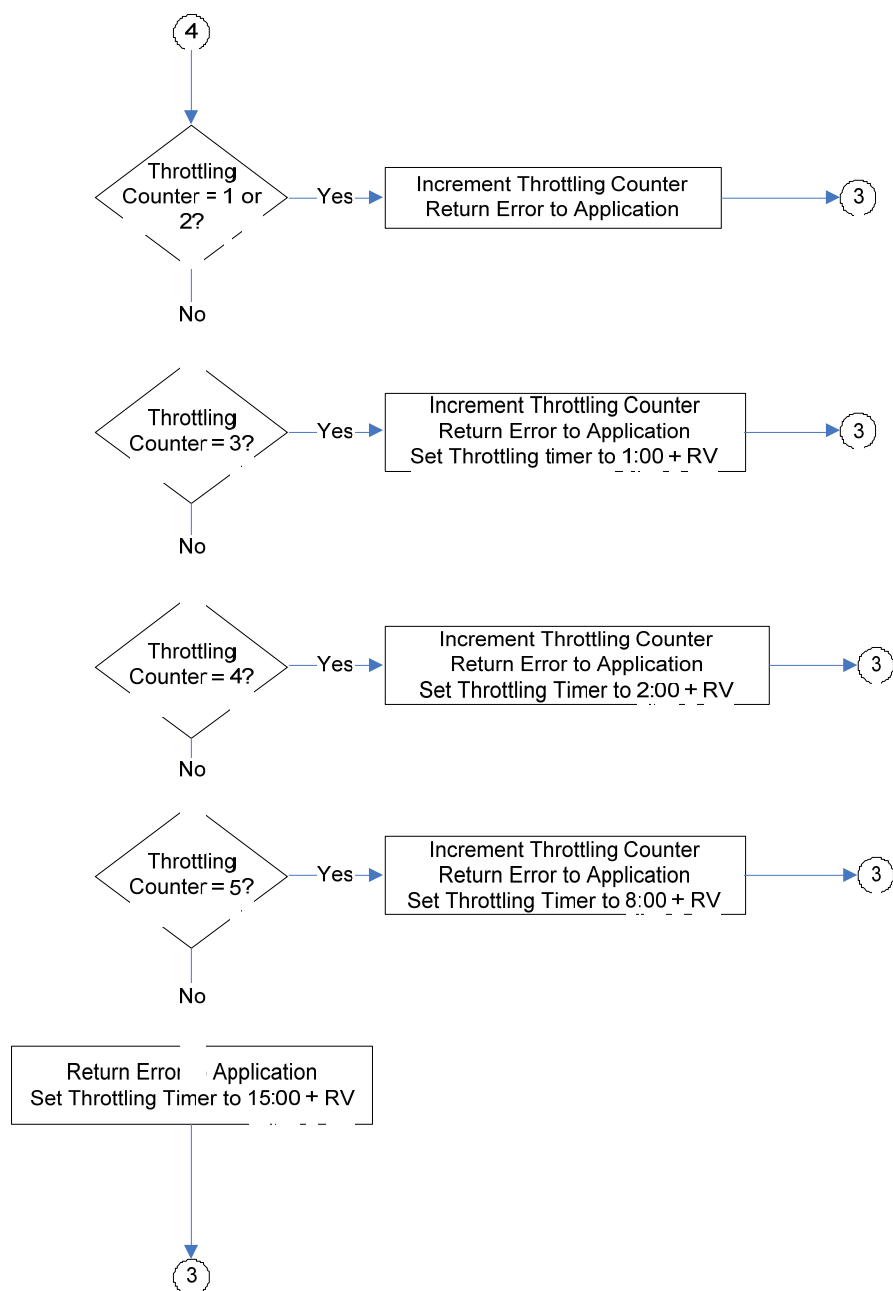 4
Throttling
Counter = 1 or
2?
Yes
Increment Throttling Counter
Return Error to Application
3
No
Throttling
Counter = 3?
Yes
Increment Throttling Counter
Return Error to Application
Set Throttling timer to 1:00 + RV
3
No
Throttling
Counter = 4?
Yes
Increment Throttling Counter
Return Error to Application
Set Throttling Timer to 2:00 + RV
3
No
Throttling
Counter = 5?
Yes
Increment Throttling Counter
Return Error to Application
Set Throttling Timer to 8:00 + RV
3
No
Return Error Application
Set Throttling Timer to 15:00 + RV
3